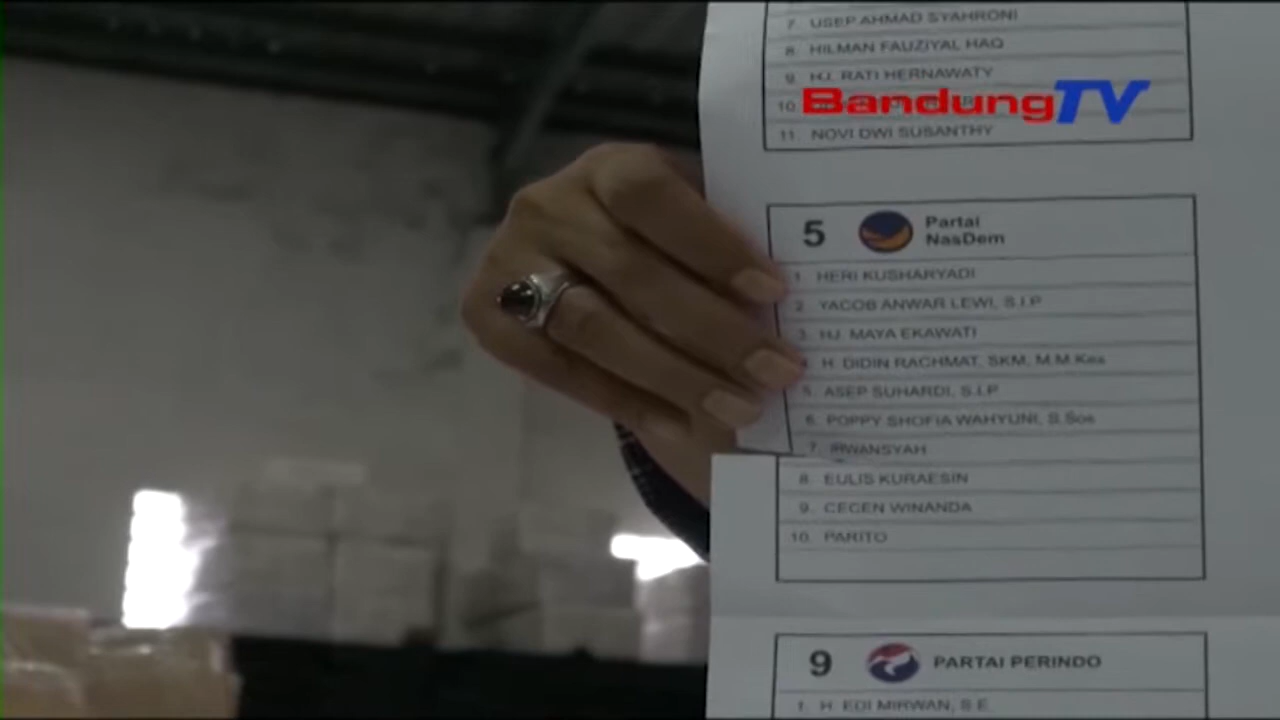 7. USEP AHMAD SYAHRONI
8. HILMAN FAUZIYAL HAQ
9. HJ. RATI HERNAWATY
BandungTV
10.
11. NOVI DWI SUSANTHY
5 Partai
NasDem
1. HERI KUSHARYADI
2. YACOB ANWAR LEWI, S.I.P
3. HJ. MAYA EKAWATI
4. H. DIDIN RACHMAT, SKM, M.M.Kes
5. ASEP SUHARDI, S.I.P
6. POPPY SHOFIA WAHYUNI, S.Sos
7. IRWANSYAH
8. EULIS KURAESIN
9. CECEN WINANDA
10. PARITO
9 PARTAI PERINDO
1. H. EDI MIRWAN, S.E.